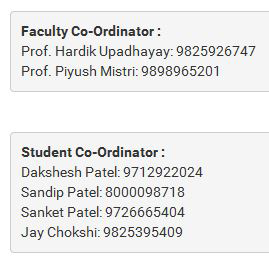 Faculty Co-Ordinator :
Prof. Hardik Upadhayay: 9825926747
Prof. Piyush Mistri: 9898965201
Student Co-Ordinator :
Dakshesh Patel: 9712922024
Sandip Patel: 8000098718
Sanket Patel: 9726665404
Jay Chokshi: 9825395409